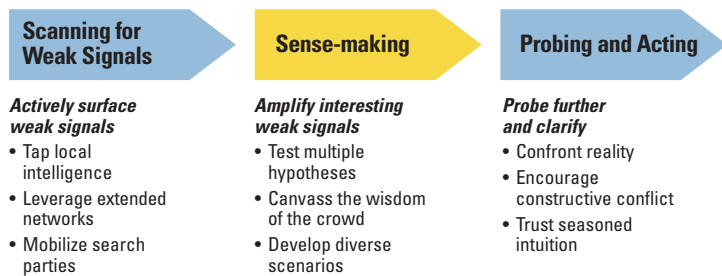 Scanning for
Weak Signals
Actively surface
weak signals
• Tap local
intelligence
• Leverage extended
networks
• Mobilize search
parties
Sense-making
Amplify interesting
weak signals
• Test multiple
hypotheses
• Canvass the wisdom
of the crowd
• Develop diverse
scenarios
Probing and Acting
Probe further
and clarify
• Confront reality
• Encourage
constructive conflict
• Trust seasoned
intuition